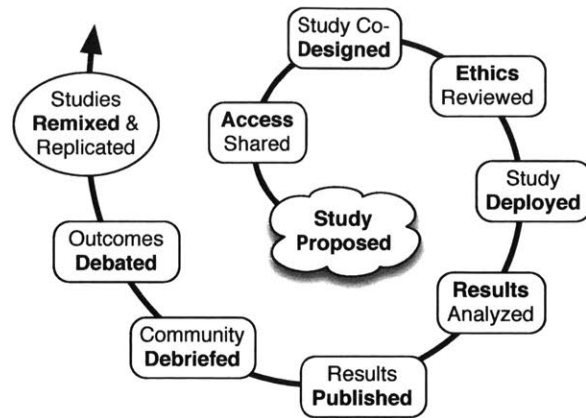 Study
Proposed
Access
Shared
Study Co-
Designed
Ethics
Reviewed
Study
Deployed
Results
Analyzed
Results
Published
Community
Debriefed
Outcomes
Debated
Studies
Remixed &
Replicated